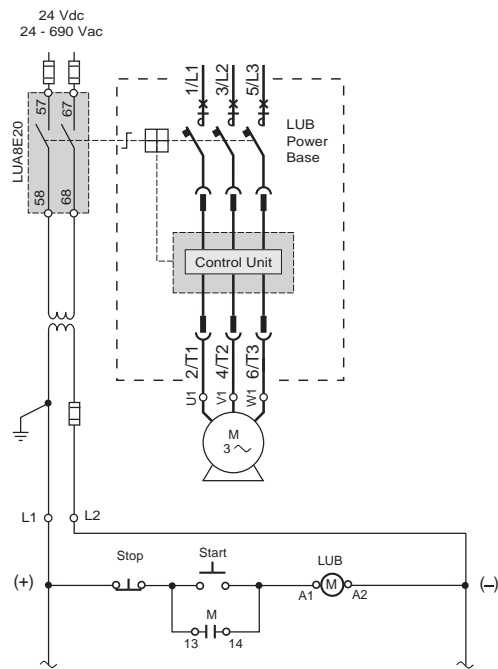 24 Vdc
24 - 690 Vac
57
67
LUA8E20
58
68
1/L1
3/L2
5/L3
LUB
Power
Base
Control Unit
2/T1
4/T2
6/T3
U1
V1
W1
M
3 ~
L1
L2
Stop
Start
LUB
(+)
M
(–)
A1
A2
M
13
14